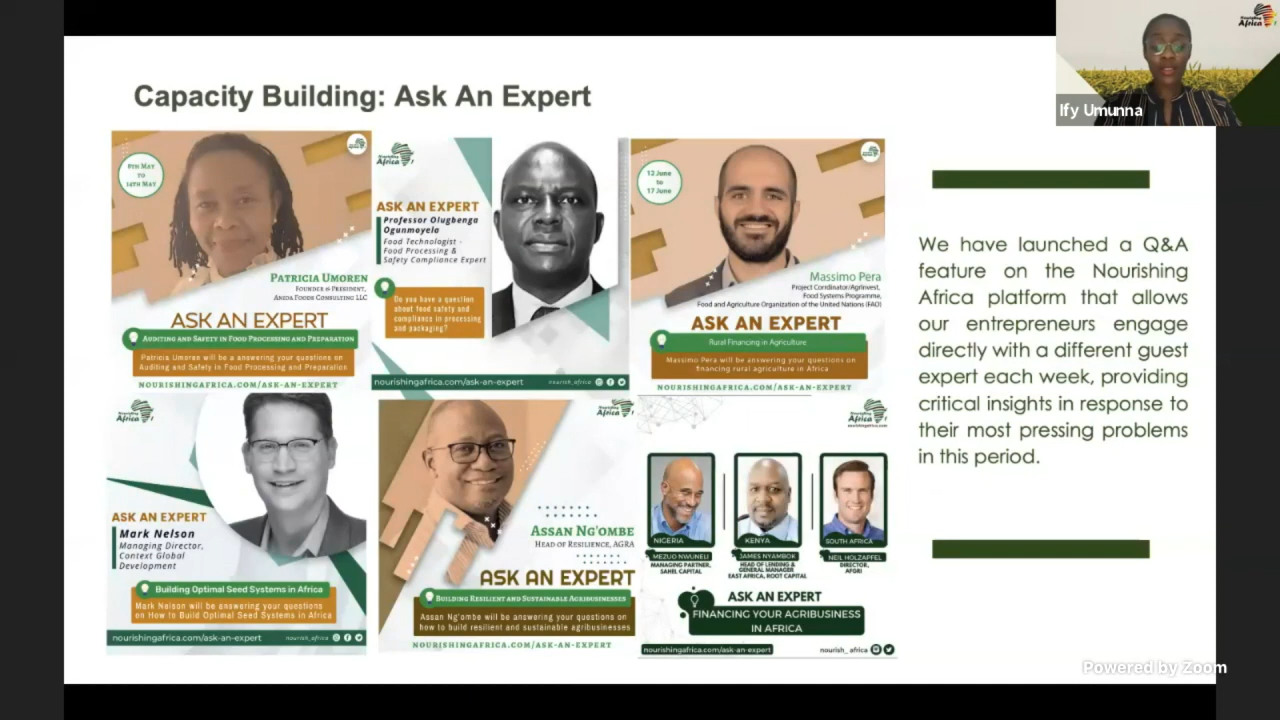 Capacity Building: Ask An Expert
Nourishing
Africa
Ify Umunna
9TH MAY
TO
14TH MAY
PATRICIA UMOREN
FOUNDER & PRESIDENT,
ANIDA FOODS CONSULTING LLC
ASK AN EXPERT
AUDITING AND SAFETY IN FOOD PROCESSING AND PREPARATION
Patricia Umoren will be a answering your questions on
Auditing and Safety in Food Processing and Preparation
NOURISHINGAFRICA.COM/ASK-AN-EXPERT
Nourishing
Africa
ASK AN EXPERT
Professor Olugbenga
Ogunmoyela
Food Technologist -
Food Processing &
Safety Compliance Expert
Do you have a question
about food safety and
compliance in processing
and packaging?
nourishingafrica.com/ask-an-expert
nourish_africa
12 June
to
17 June
Massimo Pera
Project Coordinator/AgrInvest,
Food Systems Programme,
Food and Agriculture Organization of the United Nations (FAO)
ASK AN EXPERT
Rural Financing in Agriculture
Massimo Pera will be answering your questions on
financing rural agriculture in Africa
NOURISHINGAFRICA.COM/ASK-AN-EXPERT
Nourishing
Africa
ASK AN EXPERT
Mark Nelson
Managing Director,
Context Global
Development
Building Optimal Seed Systems in Africa
Mark Nelson will be answering your questions
on How to Build Optimal Seed Systems in Africa
nourishingafrica.com/ask-an-expert
nourish_africa
Nourishing
Africa
ASSAN NG'OMBE
HEAD OF RESILIENCE, AGRA
ASK AN EXPERT
BUILDING RESILIENT AND SUSTAINABLE AGRIBUSINESSES
Assan Ng'ombe will be answering your questions on
how to build resilient and sustainable agribusinesses
NOURISHINGAFRICA.COM/ASK-AN-EXPERT
Nourishing
Africa
NIGERIA
MEZUO NWUNELI
MANAGING PARTNER,
SAHEL CAPITAL
KENYA
JAMES NYAMBOK
HEAD OF LENDING &
GENERAL MANAGER
EAST AFRICA, ROOT CAPITAL
SOUTH AFRICA
NEIL HOLZAPFEL
DIRECTOR,
AFGRI
ASK AN EXPERT
FINANCING YOUR AGRIBUSINESS
IN AFRICA
nourishingafrica.com/ask-an-expert
nourish_ africa
We have launched a Q&A
feature on the Nourishing
Africa platform that allows
our entrepreneurs engage
directly with a different guest
expert each week, providing
critical insights in response to
their most pressing problems
in this period.
Powered by Zoom